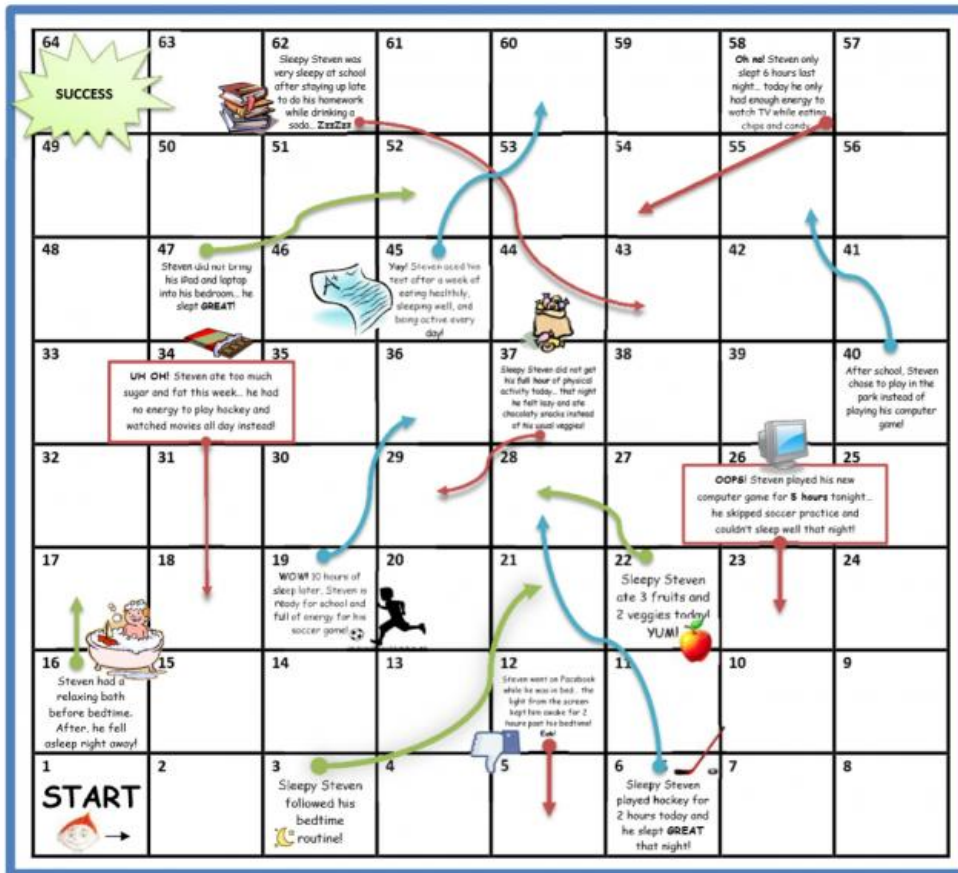 64
SUCCESS
63
62
Sleepy Steven was
very sleepy at school
after staying up late
to do his homework
while drinking a
soda... ZzzZzz
61
60
59
58
Oh no! Steven only
slept 6 hours last
night... today he only
had enough energy to
watch TV while eating
chips and candy
57
49
50
51
52
53
54
55
56
48
47
Steven did not bring
his iPad and laptop
into his bedroom... he
slept GREAT!
46
A+
45
Yay! Steven aced his
test after a week of
eating healthily,
sleeping well, and
being active every
day!
44
43
42
41
33
34
UH OH! Steven ate too much
sugar and fat this week... he had
no energy to play hockey and
watched movies all day instead!
35
36
37
Sleepy Steven did not get
his full hour of physical
activity today... that night
he felt lazy and ate
chocolaty snacks instead
of his usual veggies!
38
39
40
After school, Steven
chose to play in the
park instead of
playing his computer
game!
32
31
30
29
28
27
26
OOPS! Steven played his new
computer game for 5 hours tonight...
he skipped soccer practice and
couldn't sleep well that night!
25
17
18
19
WOW! 10 hours of
sleep later, Steven is
ready for school and
full of energy for his
soccer game!
20
21
22
Sleepy Steven
ate 3 fruits and
2 veggies today!
YUM!
23
24
16
Steven had a
relaxing bath
before bedtime.
After, he fell
asleep right away!
15
14
13
12
Steven went on Facebook
while he was in bed... the
light from the screen
kept him awake for 2
hours past his bedtime!
11
10
9
1
START
2
3
Sleepy Steven
followed his
bedtime
routine!
4
5
6
Sleepy Steven
played hockey for
2 hours today and
he slept GREAT
that night!
7
8